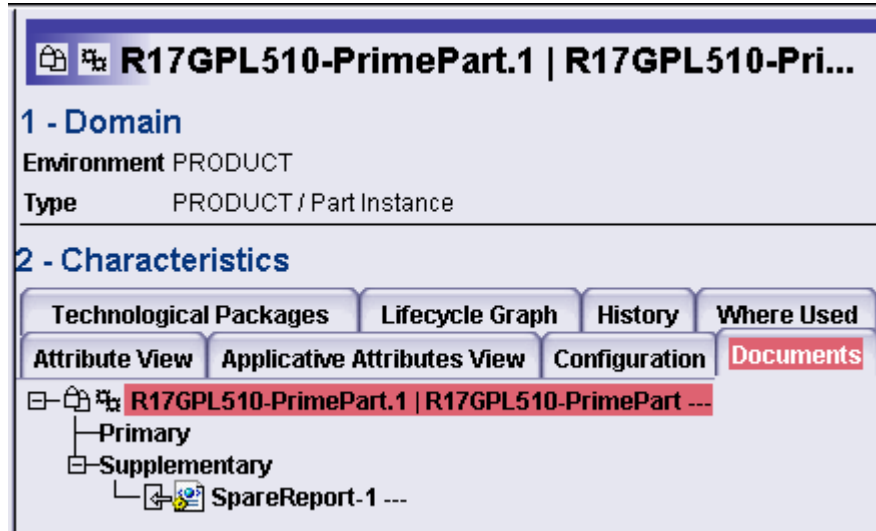 R17GPL510-PrimePart.1 | R17GPL510-Pri...
1 - Domain
Environment PRODUCT
Type PRODUCT / Part Instance
2 - Characteristics
Technological Packages Lifecycle Graph History Where Used
Attribute View Applicative Attributes View Configuration Documents
R17GPL510-PrimePart.1 | R17GPL510-PrimePart ---
Primary
Supplementary
SpareReport-1 ---